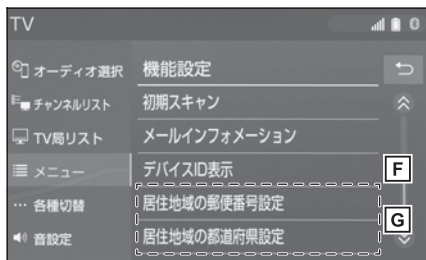 TV
オーディオ選択
チャンネルリスト
TV局リスト
メニュー
各種切替
音設定
機能設定
初期スキャン
メールインフォメーション
デバイスID表示
居住地域の郵便番号設定
居住地域の都道府県設定
F
G